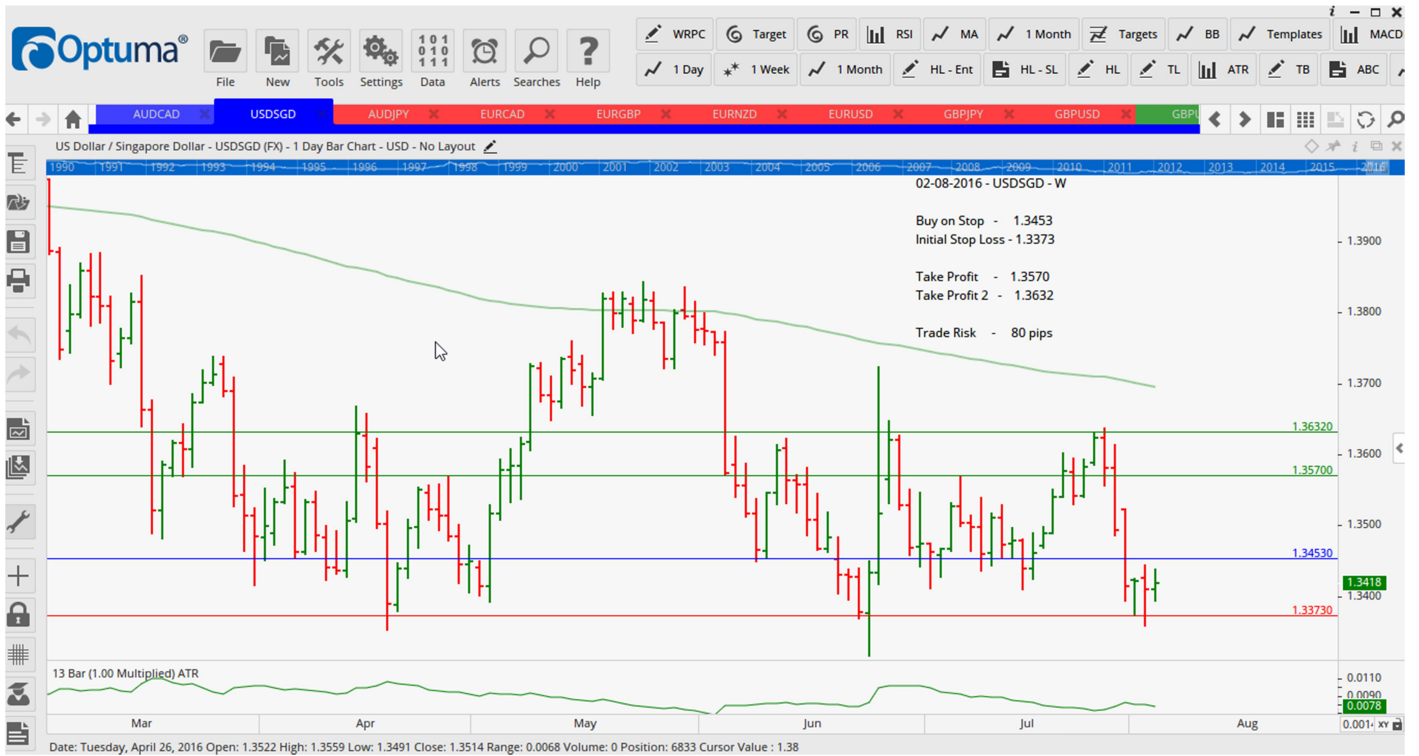 i
Optuma®
File New Tools Settings Data Alerts Searches Help
WRPC Target PR RSI MA 1 Month Targets BB Templates MACD
1 Day 1 Week 1 Month HL - Ent HL - SL HL TL ATR TB ABC
AUDCAD USDSGD AUDJPY EURCAD EURGBP EURNZD EURUSD GBPJPY GBPUSD GBPU
US Dollar / Singapore Dollar - USDSGD (FX) - 1 Day Bar Chart - USD - No Layout
1990 1991 1992 1993 1994 1995 1996 1997 1998 1999 2000 2001 2002 2003 2004 2005 2006 2007 2008 2009 2010 2011 2012 2013 2014 2015 2016
02-08-2016 - USDSGD - W
Buy on Stop - 1.3453
Initial Stop Loss - 1.3373
Take Profit - 1.3570
Take Profit 2 - 1.3632
Trade Risk - 80 pips
1.3900
1.3800
1.3700
1.36320
1.3600
1.35700
1.3500
1.34530
1.3418
1.3400
1.33730
13 Bar (1.00 Multiplied) ATR
0.0110
0.0090
0.0078
Mar Apr May Jun Jul Aug
XY
Date: Tuesday, April 26, 2016 Open: 1.3522 High: 1.3559 Low: 1.3491 Close: 1.3514 Range: 0.0068 Volume: 0 Position: 6833 Cursor Value : 1.38